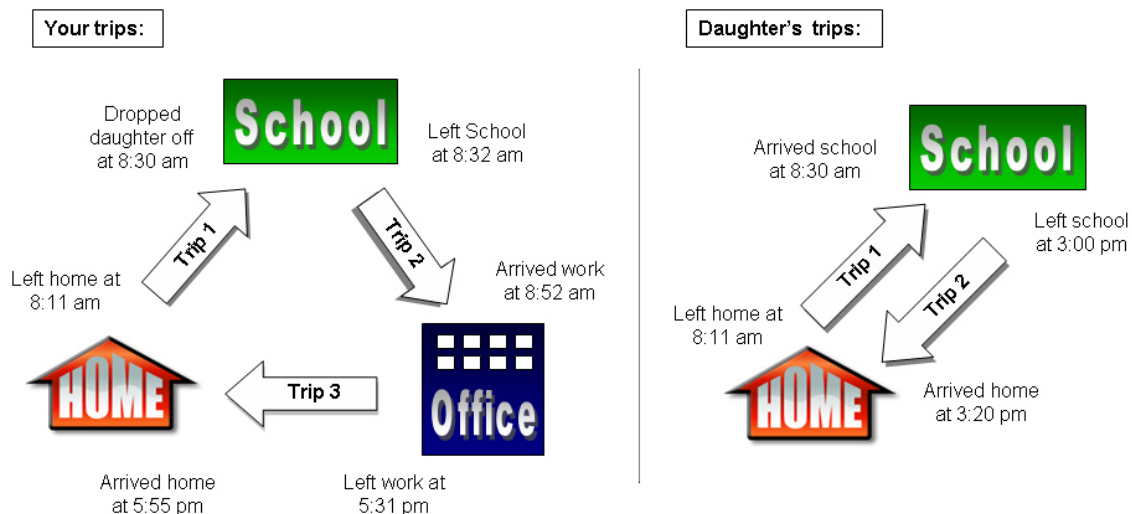 Your trips:
School
Dropped
daughter off
at 8:30 am
Left School
at 8:32 am
Trip 1
Trip 2
Left home at
8:11 am
Arrived work
at 8:52 am
HOME
Trip 3
Office
Arrived home
at 5:55 pm
Left work at
5:31 pm
Daughter's trips:
School
Arrived school
at 8:30 am
Left school
at 3:00 pm
Trip 1
Trip 2
Left home at
8:11 am
HOME
Arrived home
at 3:20 pm